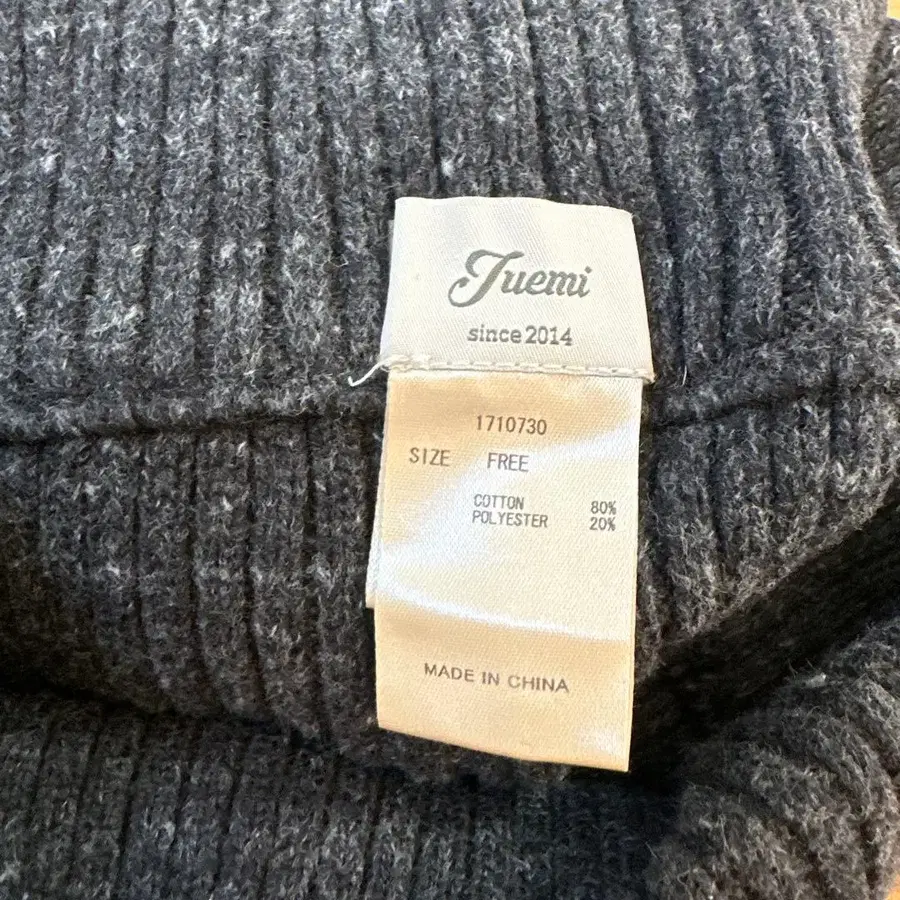 Juemi
since 2014
1710730
SIZE FREE
COTTON 80%
POLYESTER 20%
MADE IN CHINA